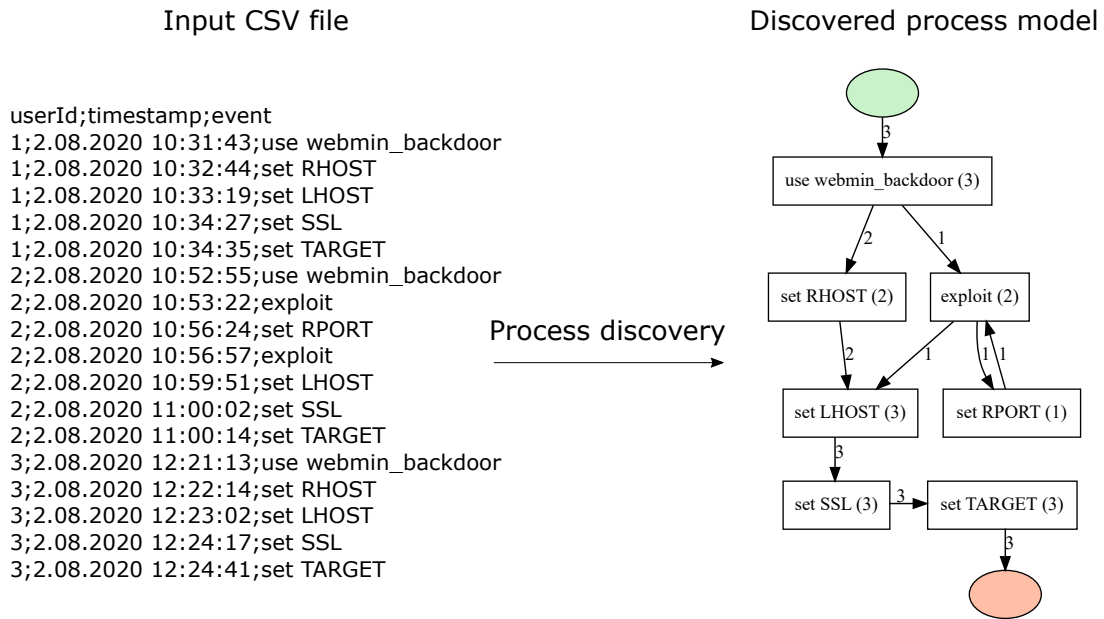 Input CSV file
userId;timestamp;event
1;2.08.2020 10:31:43;use webmin_backdoor
1;2.08.2020 10:32:44;set RHOST
1;2.08.2020 10:33:19;set LHOST
1;2.08.2020 10:34:27;set SSL
1;2.08.2020 10:34:35;set TARGET
2;2.08.2020 10:52:55;use webmin_backdoor
2;2.08.2020 10:53:22;exploit
2;2.08.2020 10:56:24;set RPORT
2;2.08.2020 10:56:57;exploit
2;2.08.2020 10:59:51;set LHOST
2;2.08.2020 11:00:02;set SSL
2;2.08.2020 11:00:14;set TARGET
3;2.08.2020 12:21:13;use webmin_backdoor
3;2.08.2020 12:22:14;set RHOST
3;2.08.2020 12:23:02;set LHOST
3;2.08.2020 12:24:17;set SSL
3;2.08.2020 12:24:41;set TARGET
Process discovery
Discovered process model
3
use webmin_backdoor (3)
2
1
set RHOST (2)
exploit (2)
2
1
1
1
set LHOST (3)
set RPORT (1)
3
set SSL (3)
3
set TARGET (3)
3